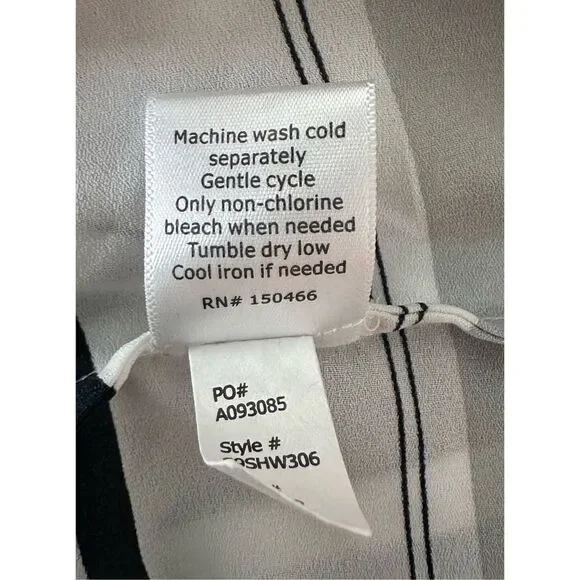 Machine wash cold
separately
Gentle cycle
Only non-chlorine
bleach when needed
Tumble dry low
Cool iron if needed
RN# 150466
PO#
A093085
Style #